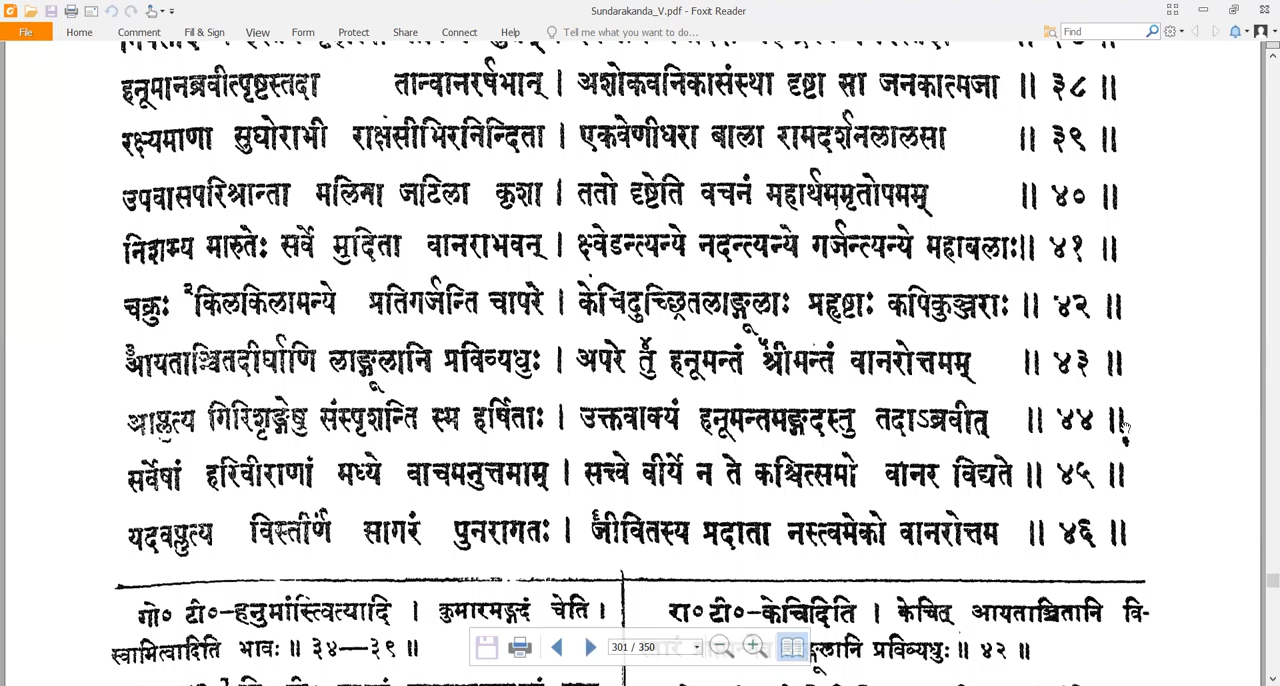 Sundarakanda_V.pdf - Foxit Reader
File Home Comment Fill & Sign View Form Protect Share Connect Help Tell me what you want to do... Find
हनूमानब्रवीत्पृष्टस्तदा तान्वानरर्षभान् । अशोकवनिकासंस्था दृष्टा सा जनकात्मजा ॥ ३८ ॥
रक्ष्यमाणा सुघोराभी राक्षसीभिरनिन्दिता । एकवेणीधरा बाला रामदर्शनलालसा ॥ ३९ ॥
उपवासपरिश्रान्ता मलिना जटिला कृशा । ततो दृष्टेति वचनं महार्थममृतोपमम् ॥ ४० ॥
निशम्य मारुतेः सर्वे मुदिता वानराभवन् । क्ष्वेडन्त्यन्ये नदन्त्यन्ये गर्जन्त्यन्ये महाबलाः॥ ४१ ॥
चक्रुः २किलकिलामन्ये प्रतिगर्जन्ति चापरे । केचिदुच्छ्रितलाङ्गूलाः प्रहृष्टाः कपिकुञ्जराः ॥ ४२ ॥
आयताञ्चितदीर्घाणि लाङ्गूलानि प्रविव्यधुः । अपरे तु हनूमन्तं श्रीमन्तं वानरोत्तमम् ॥ ४३ ॥
आप्लुत्य गिरिशृङ्गेषु संस्पृशन्ति स्म हर्षिताः । उक्तवाक्यं हनूमन्तमङ्गदस्तु तदाऽब्रवीत् ॥ ४४ ॥
सर्वेषां हरिवीराणां मध्ये वाचमनुत्तमाम् । सत्त्वे वीर्ये न ते कश्चित्समो वानर विद्यते ॥ ४५ ॥
यदवप्लुत्य विस्तीर्णं सागरं पुनरागतः । जीवितस्य प्रदाता नस्त्वमेको वानरोत्तम ॥ ४६ ॥
गो० टी०-हनुमांस्त्वित्यादि । कुमारमङ्गदं चेति ।
स्वामित्वादिति भावः ॥ ३४—३९ ॥
रा० टी०-केचिदिति । केचित् आयताञ्चितानि वि-
ङ्गूलानि प्रविव्यधुः ॥ ४२ ॥
301 / 350